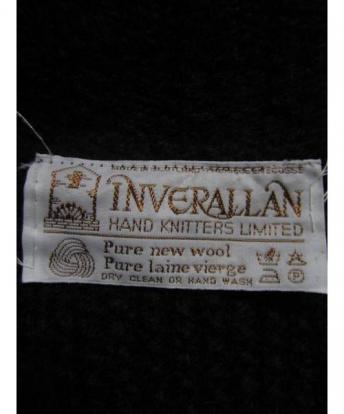 INVERALLAN
HAND KNITTERS LIMITED
Pure new wool
Pure laine vierge
DRY CLEAN OR HAND WASH
P